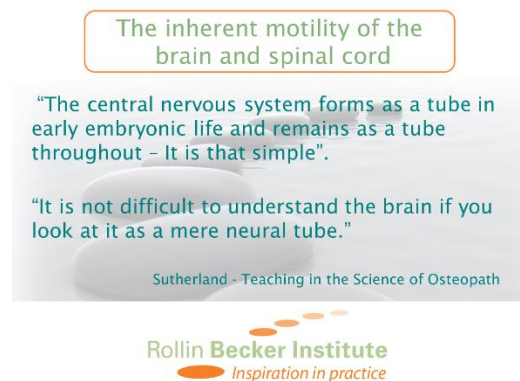 The inherent motility of the
brain and spinal cord
“The central nervous system forms as a tube in
early embryonic life and remains as a tube
throughout – It is that simple”.
“It is not difficult to understand the brain if you
look at it as a mere neural tube.”
Sutherland - Teaching in the Science of Osteopath
Rollin Becker Institute
Inspiration in practice